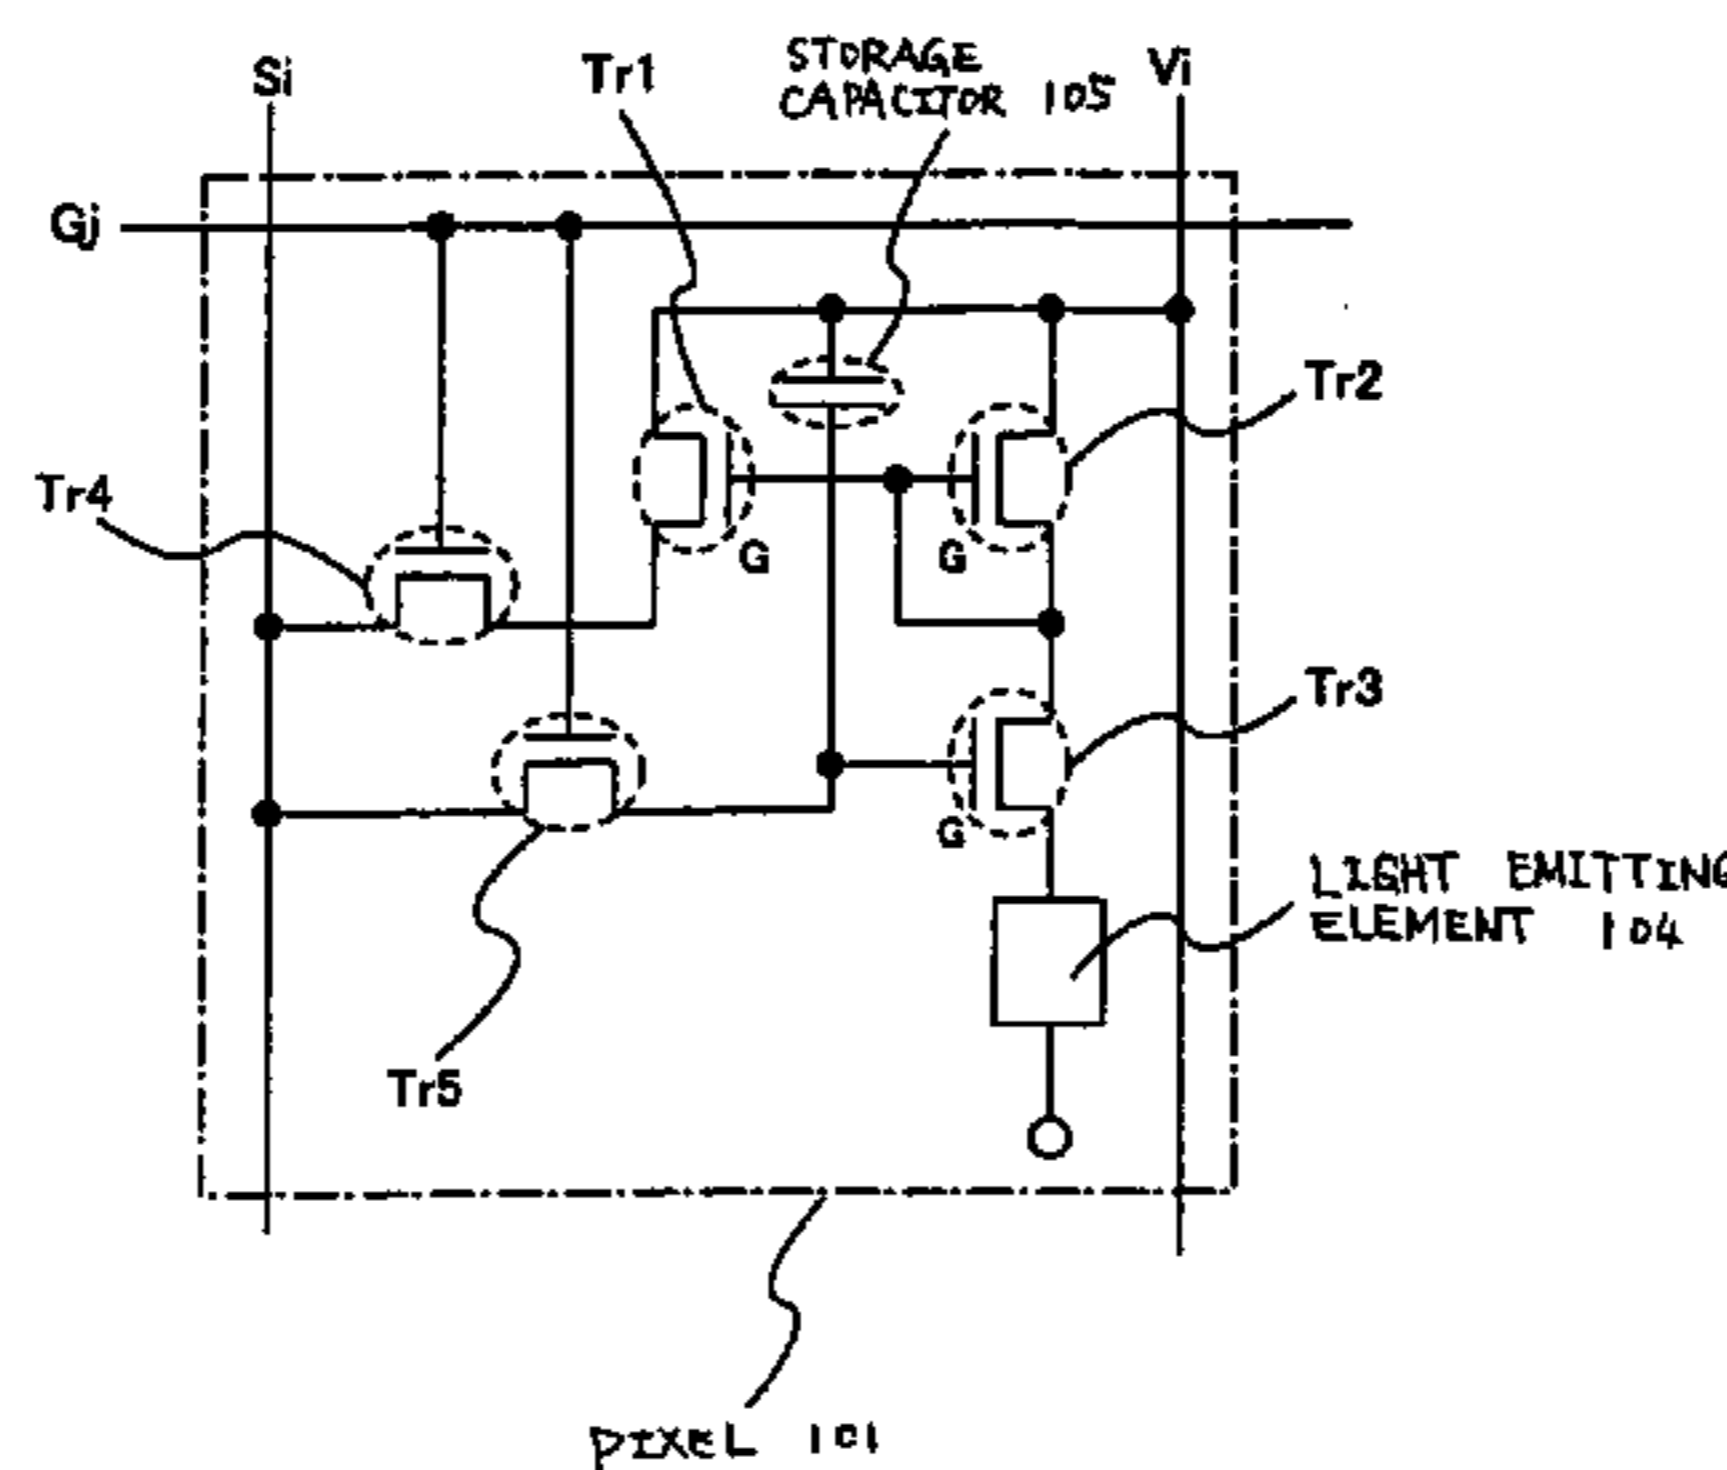 Si
Tr1
STORAGE
CAPACITOR 105
Vi
Gj
Tr2
Tr4
G
G
Tr3
G
LIGHT EMITTING
ELEMENT 104
Tr5
PIXEL 101